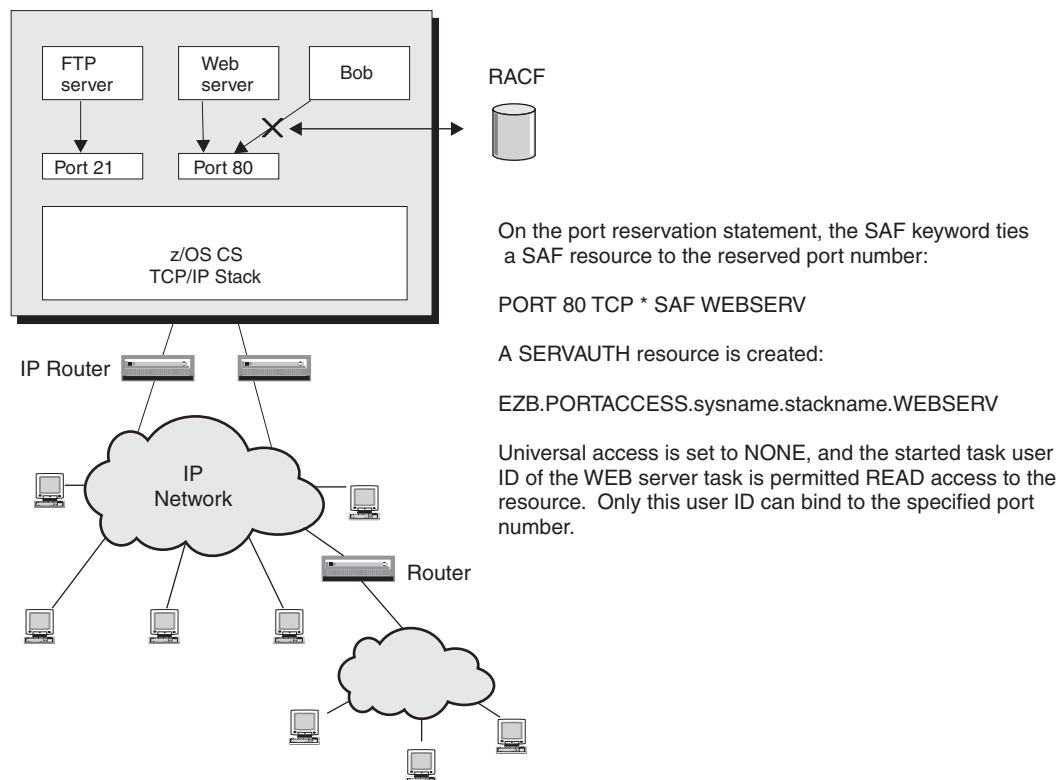 FTP
server
Web
server
Bob
RACF
Port 21
Port 80
z/OS CS
TCP/IP Stack
On the port reservation statement, the SAF keyword ties
a SAF resource to the reserved port number:
PORT 80 TCP * SAF WEBSERV
A SERVAUTH resource is created:
EZB.PORTACCESS.sysname.stackname.WEBSERV
Universal access is set to NONE, and the started task user
ID of the WEB server task is permitted READ access to the
resource. Only this user ID can bind to the specified port
number.
IP Router
IP
Network
Router